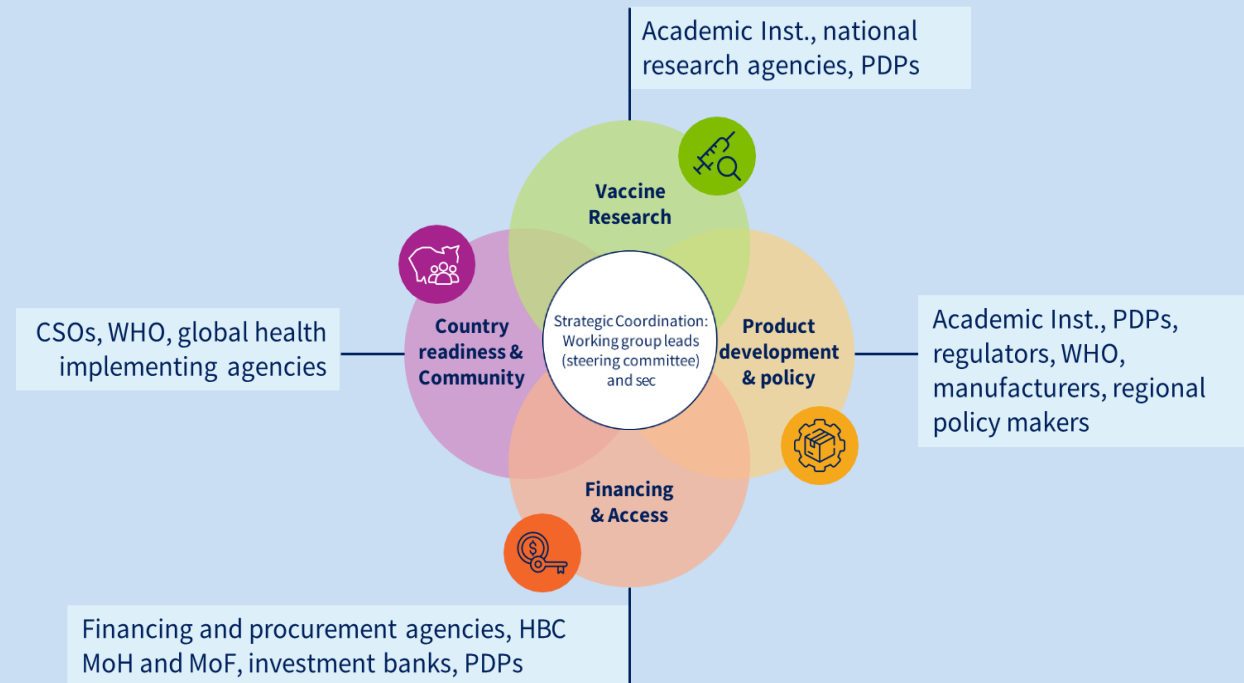 Academic Inst., national
research agencies, PDPs
Vaccine
Research
CSOs, WHO, global health
implementing agencies
Country
readiness &
Community
Strategic Coordination:
Working group leads
(steering committee)
and sec
Product
development
& policy
Academic Inst., PDPs,
regulators, WHO,
manufacturers, regional
policy makers
Financing
& Access
$
Financing and procurement agencies, HBC
MoH and MoF, investment banks, PDPs